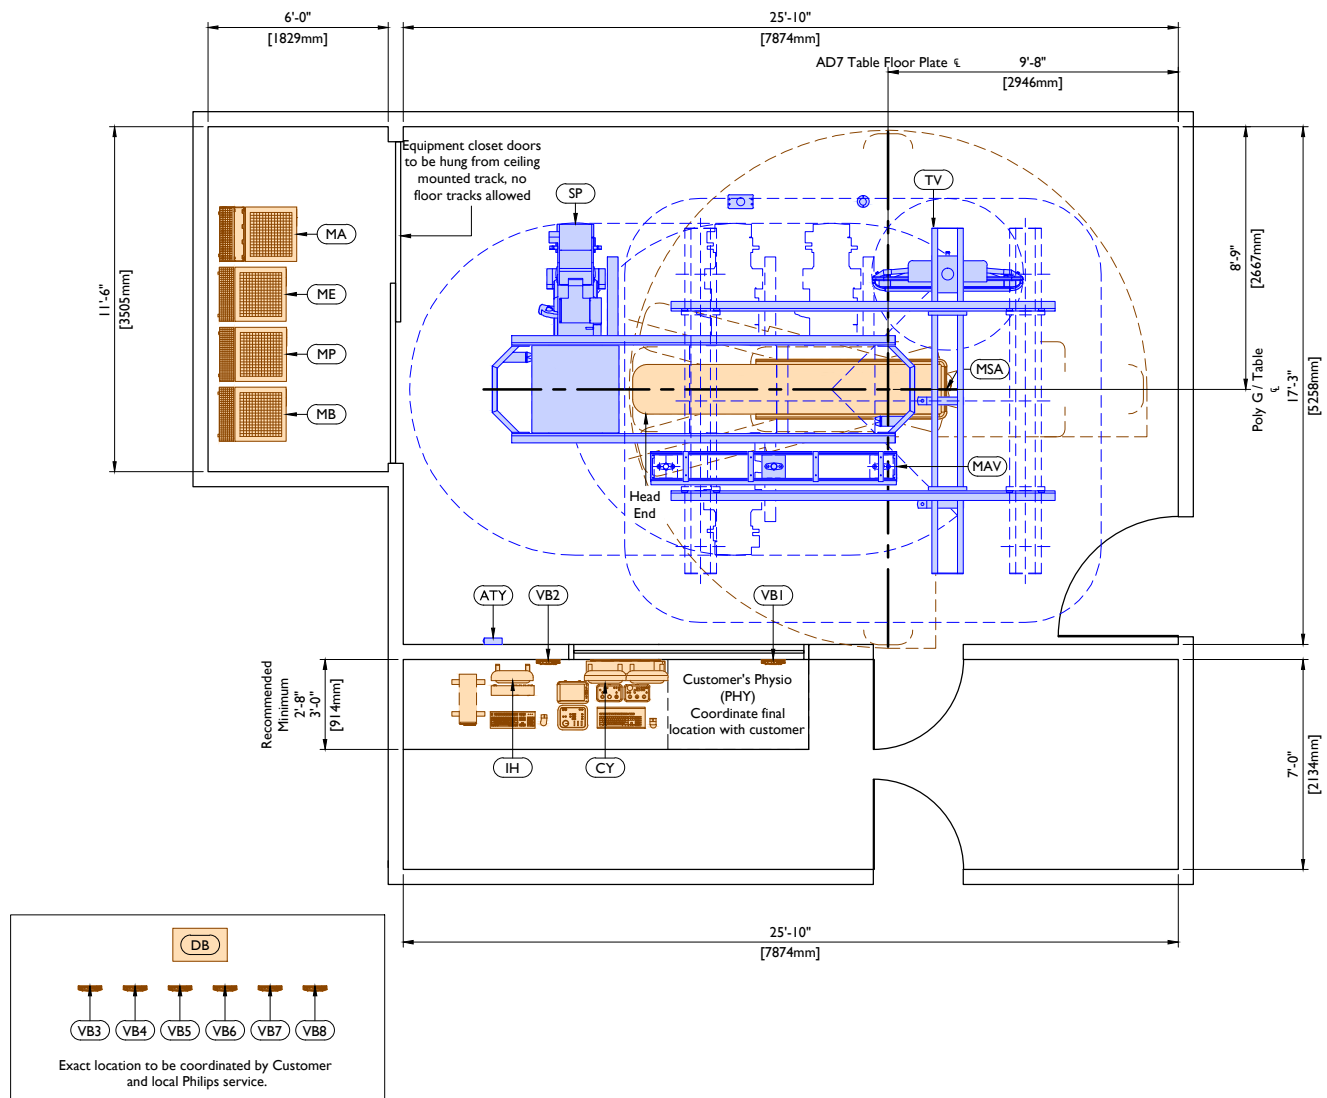 6'-0"
[1829mm]
25'-10"
[7874mm]
AD7 Table Floor Plate ℄
9'-8"
[2946mm]
Equipment closet doors
to be hung from ceiling
mounted track, no
floor tracks allowed
SP
TV
MA
ME
MP
MB
11'-6"
[3505mm]
8'-9"
[2667mm]
MSA
Poly G / Table
℄
17'-3"
[5258mm]
MAV
Head
End
ATY
VB2
VB1
Recommended
Minimum
2'-8"
3'-0"
[914mm]
Customer's Physio
(PHY)
Coordinate final
location with customer
IH
CY
7'-0"
[2134mm]
25'-10"
[7874mm]
DB
VB3
VB4
VB5
VB6
VB7
VB8
Exact location to be coordinated by Customer
and local Philips service.